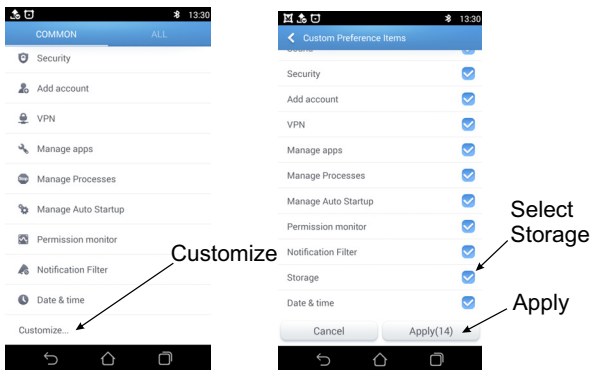 13:30
COMMON ALL
Security
Add account
VPN
Manage apps
Stop Manage Processes
Manage Auto Startup
Permission monitor
Notification Filter
Date & time
Customize...
Customize
13:30
Custom Preference Items
Security
Add account
VPN
Manage apps
Manage Processes
Manage Auto Startup
Permission monitor
Notification Filter
Storage
Date & time
Cancel Apply(14)
Select
Storage
Apply